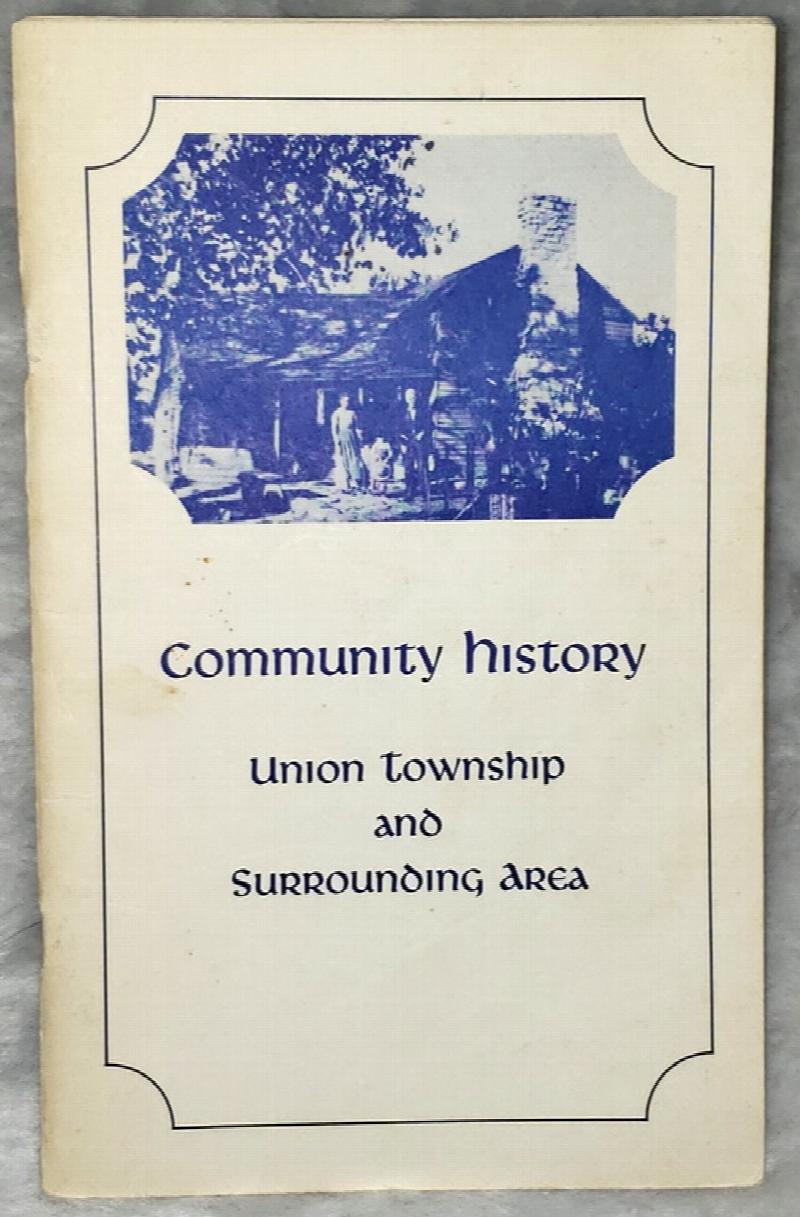 Community History
Union Township
and
Surrounding Area